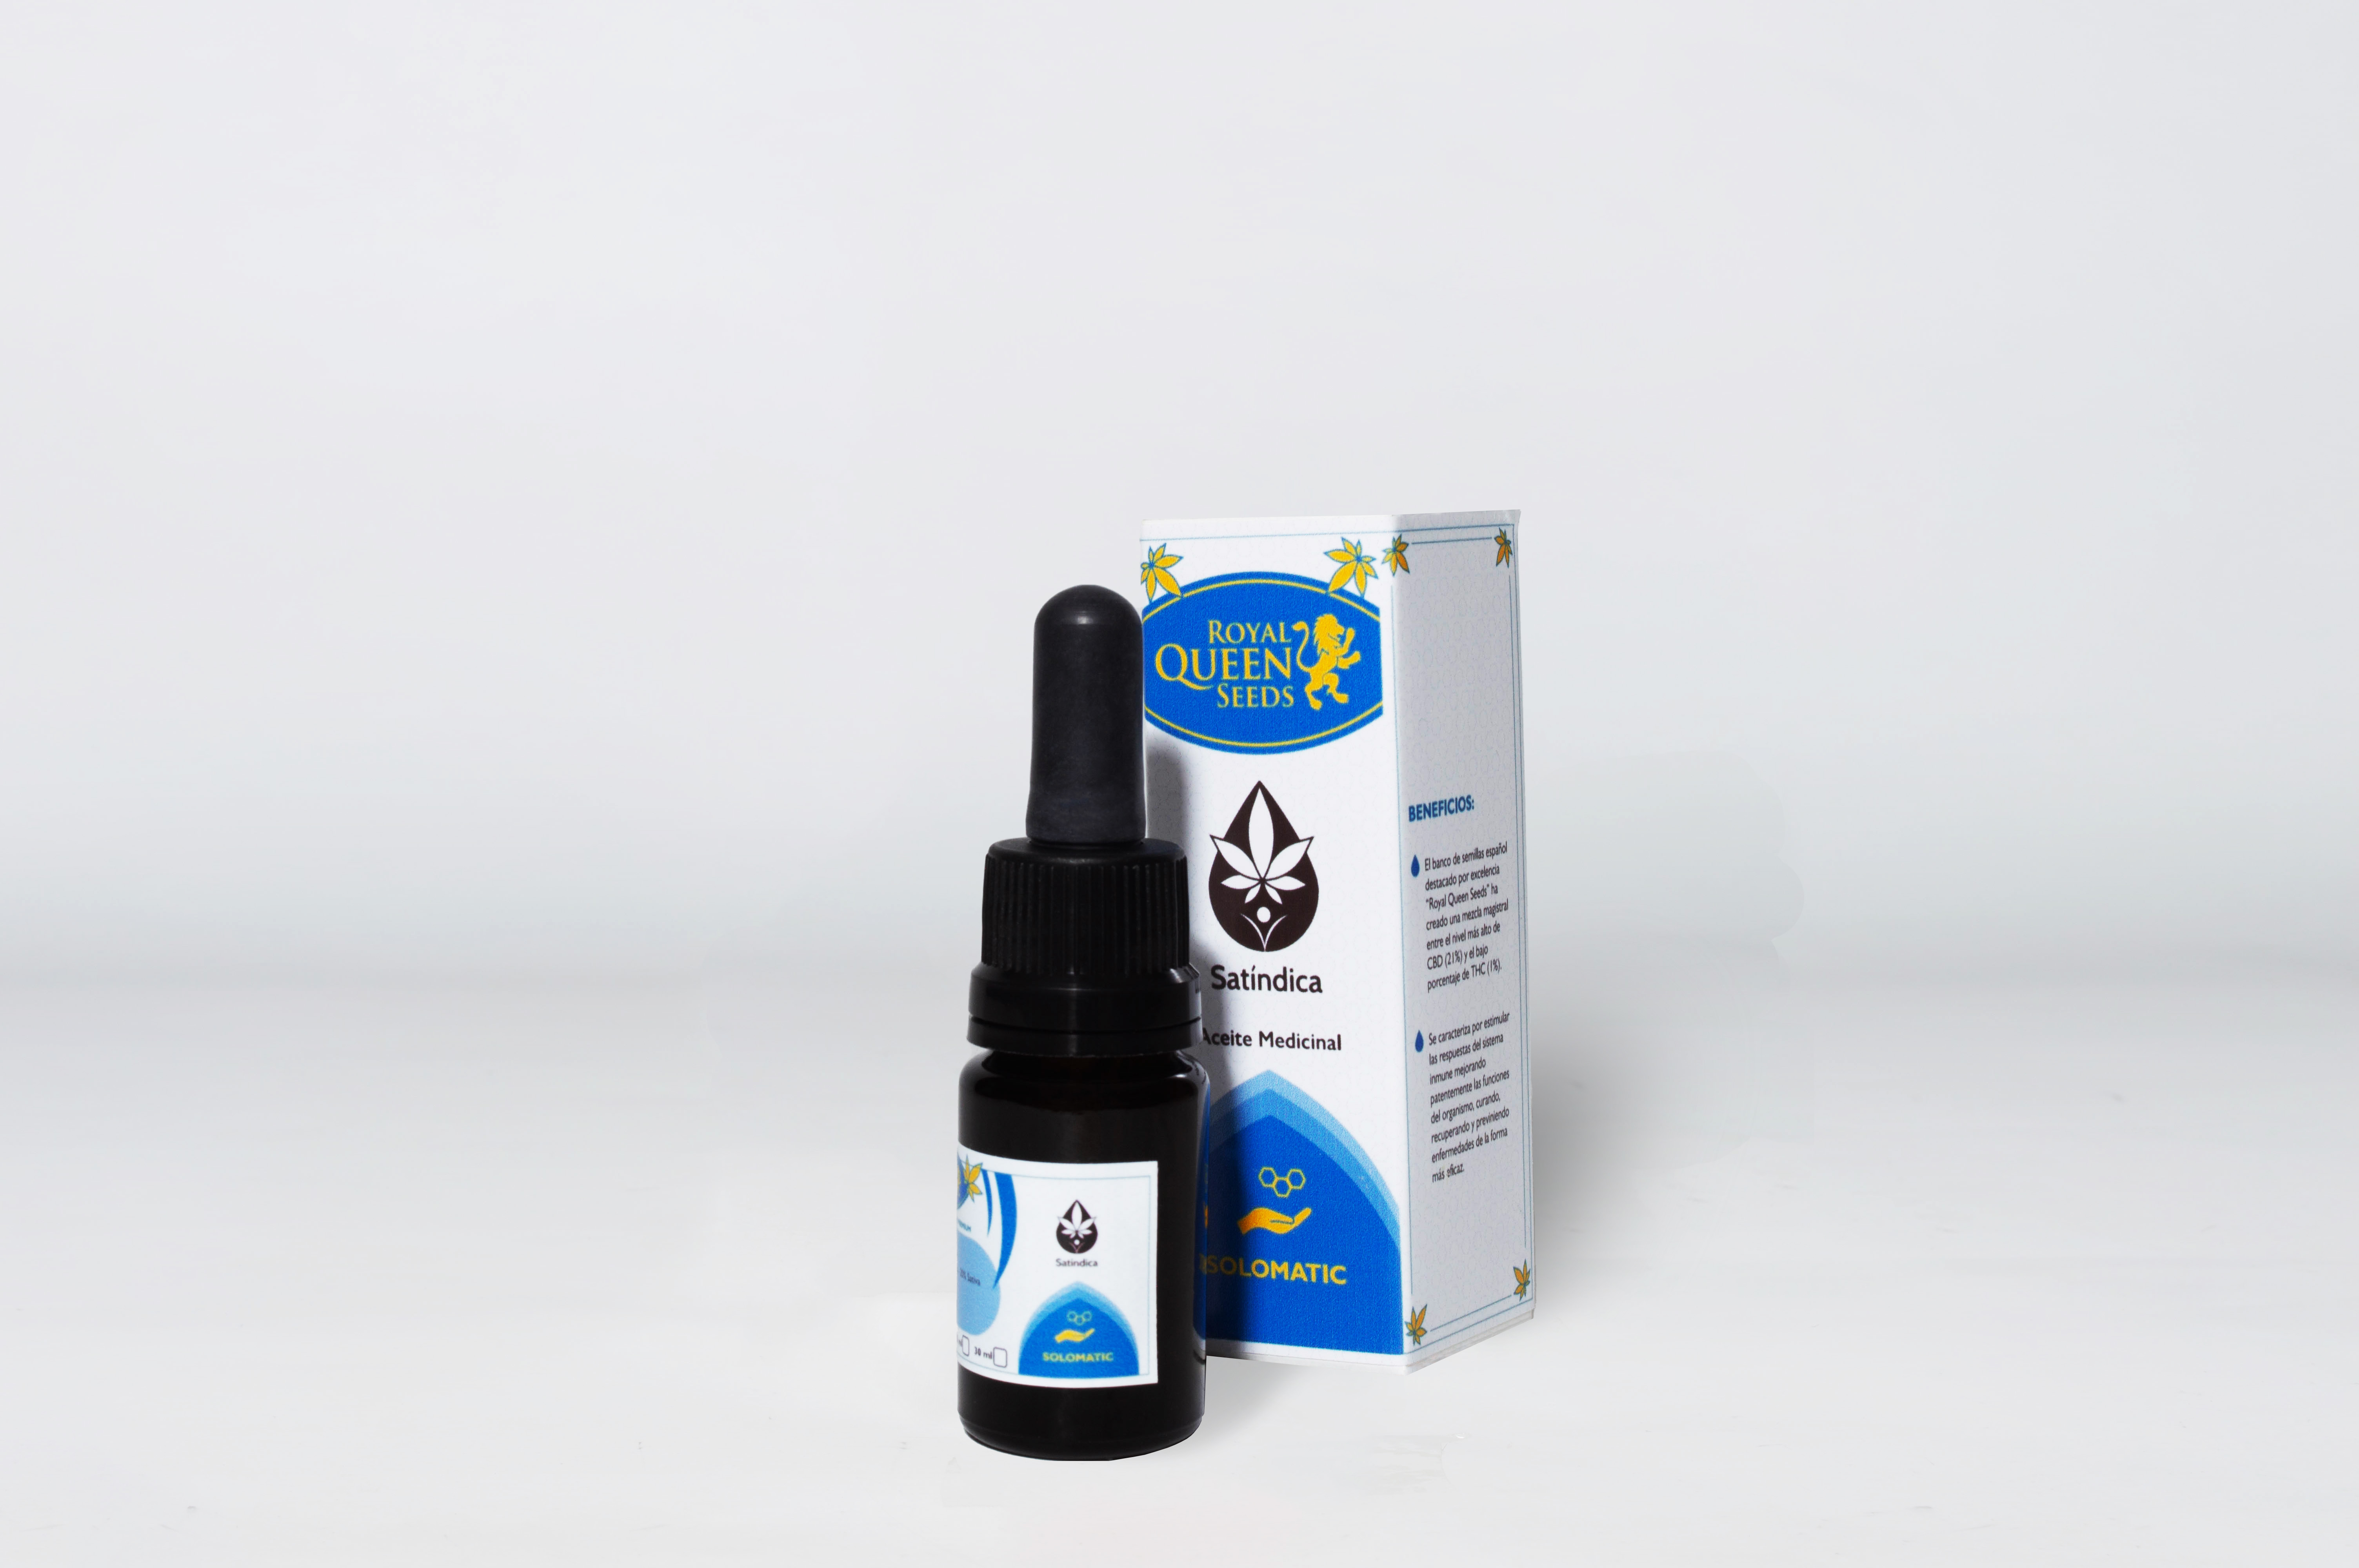 ROYAL
QUEEN
SEEDS
Satíndica
Aceite Medicinal
SOLOMATIC
BENEFICIOS:
El banco de semillas español
destacado por excelencia
"Royal Queen Seeds" ha
creado una mezcla magistral
entre el nivel más alto de
CBD (21%) y el bajo
porcentaje de THC (1%).
Se caracteriza por estimular
las respuestas del sistema
inmune mejorando
patentemente las funciones
del organismo, curando,
recuperando y previniendo
enfermedades de la forma
más eficaz.
Sativa
30 ml
Satíndica
SOLOMATIC